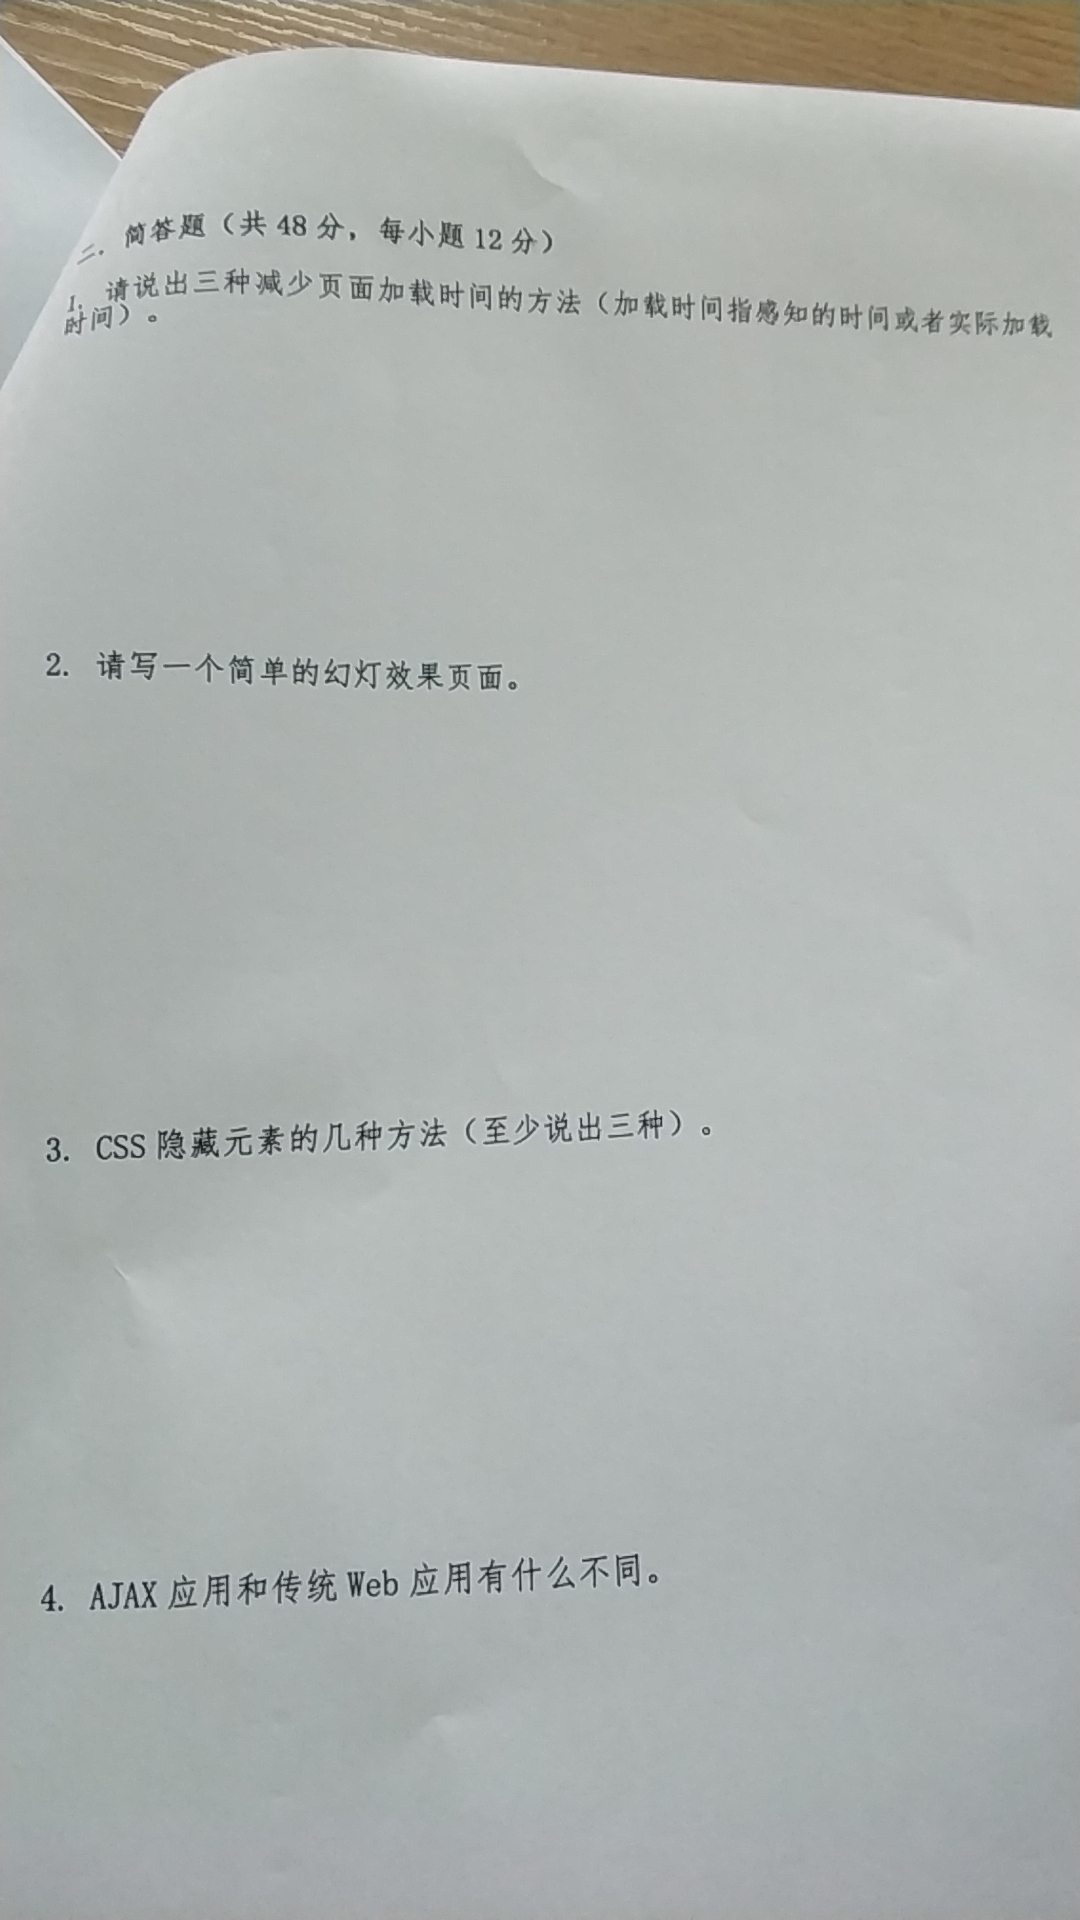 二. 简答题（共 48 分，每小题 12 分）
1. 请说出三种减少页面加载时间的方法（加载时间指感知的时间或者实际加载
时间）。
2. 请写一个简单的幻灯效果页面。
3. CSS 隐藏元素的几种方法（至少说出三种）。
4. AJAX 应用和传统 Web 应用有什么不同。